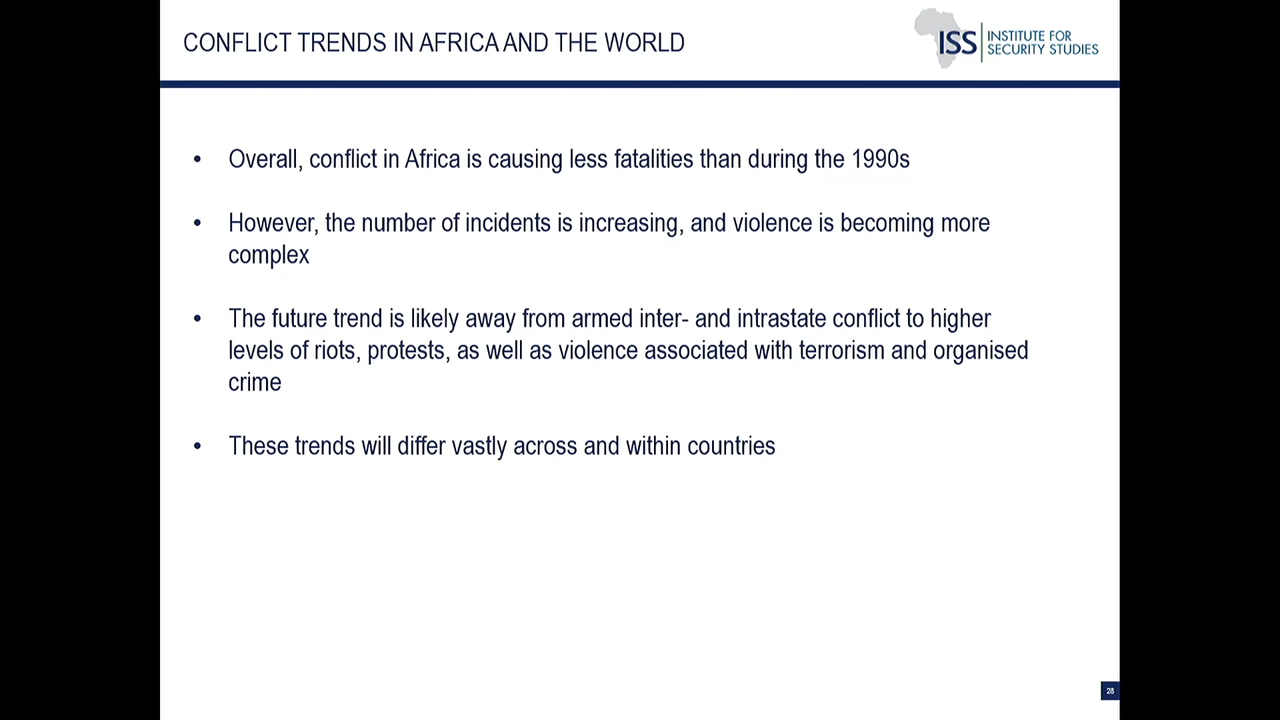 CONFLICT TRENDS IN AFRICA AND THE WORLD
ISS INSTITUTE FOR
SECURITY STUDIES
• Overall, conflict in Africa is causing less fatalities than during the 1990s
• However, the number of incidents is increasing, and violence is becoming more
complex
• The future trend is likely away from armed inter- and intrastate conflict to higher
levels of riots, protests, as well as violence associated with terrorism and organised
crime
• These trends will differ vastly across and within countries
28